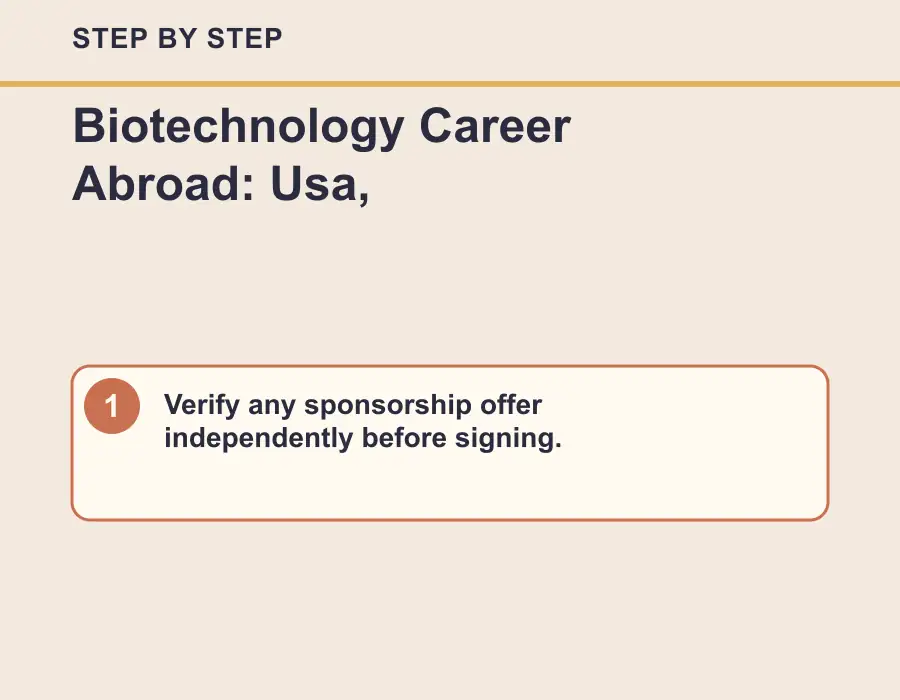 STEP BY STEP
Biotechnology Career
Abroad: Usa,
1
Verify any sponsorship offer
independently before signing.